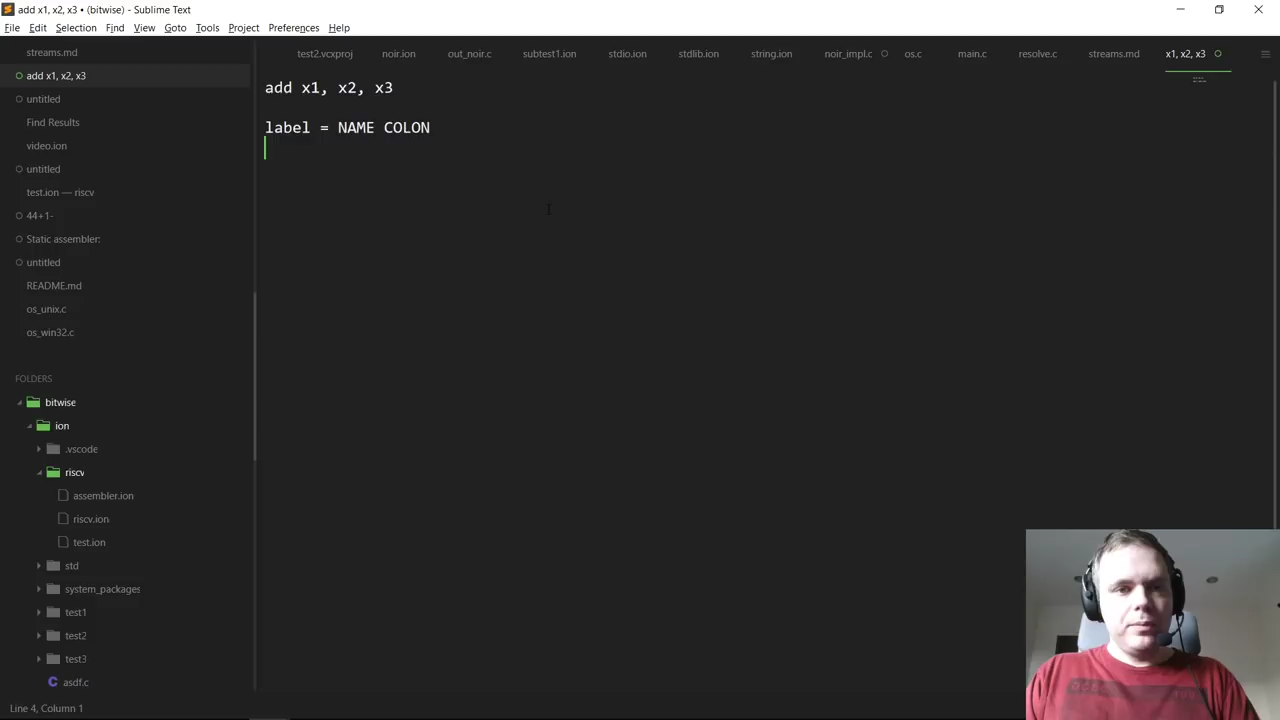 add x1, x2, x3 • (bitwise) - Sublime Text
File Edit Selection Find View Goto Tools Project Preferences Help
streams.md
add x1, x2, x3
untitled
Find Results
video.ion
untitled
test.ion — riscv
44+1-
Static assembler:
untitled
README.md
os_unix.c
os_win32.c
FOLDERS
bitwise
ion
.vscode
riscv
assembler.ion
riscv.ion
test.ion
std
system_packages
test1
test2
test3
asdf.c
test2.vcxproj noir.ion out_noir.c subtest1.ion stdio.ion stdlib.ion string.ion noir_impl.c os.c main.c resolve.c streams.md x1, x2, x3
add x1, x2, x3
label = NAME COLON
Line 4, Column 1